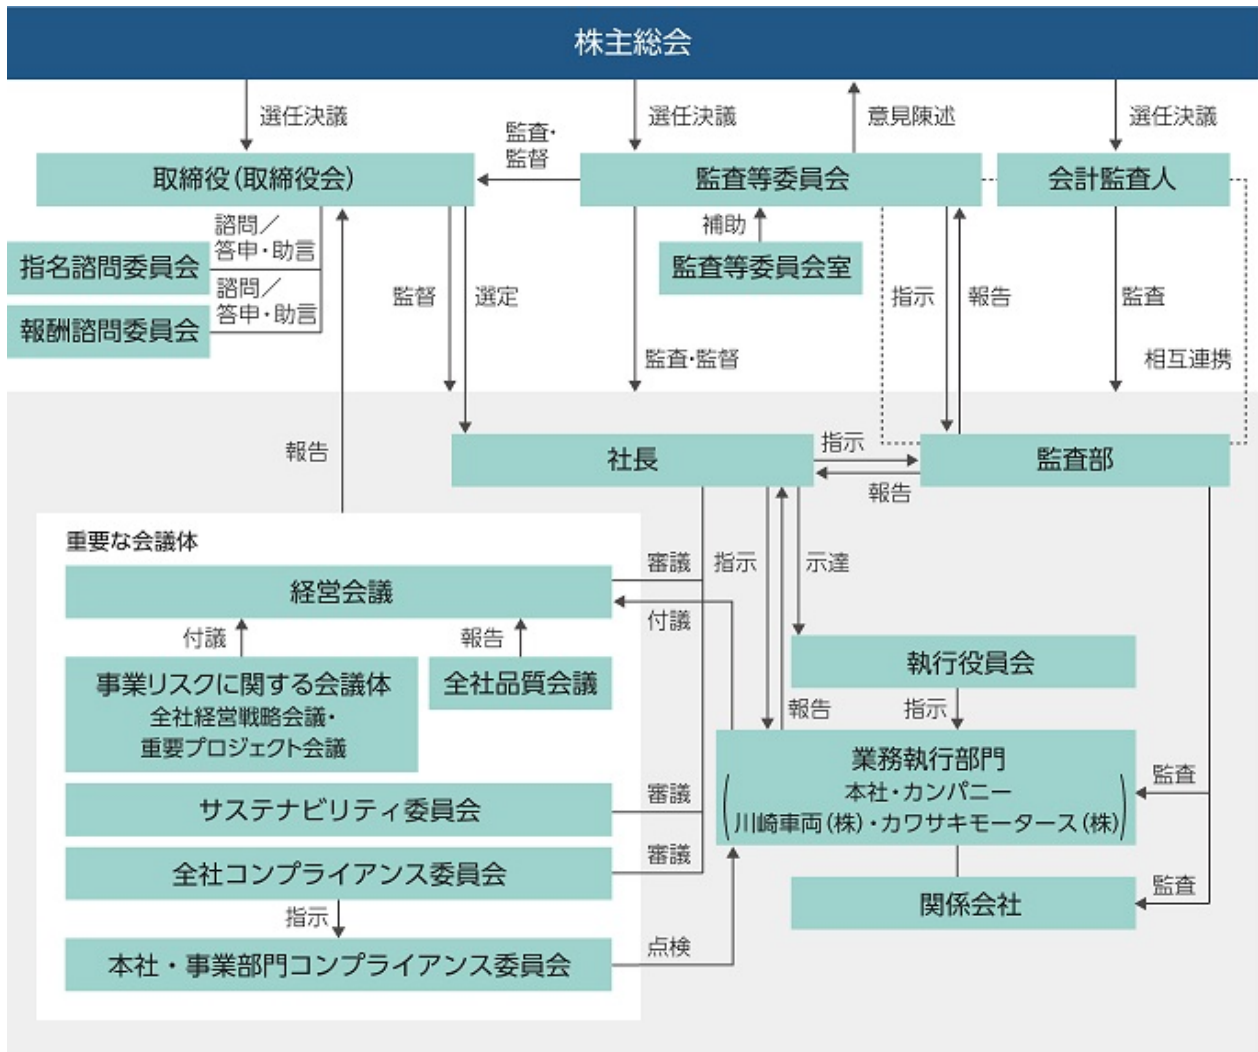 株主総会
選任決議
選任決議
意見陳述
選任決議
監査・
監督
取締役(取締役会)
監査等委員会
会計監査人
諮問／
答申・助言
指名諮問委員会
諮問／
答申・助言
報酬諮問委員会
補助
監査等委員会室
監督
選定
指示
報告
監査
監査・監督
相互連携
報告
社長
指示
報告
監査部
重要な会議体
経営会議
審議
指示
示達
付議
付議
報告
事業リスクに関する会議体
全社経営戦略会議・
重要プロジェクト会議
全社品質会議
執行役員会
報告
指示
業務執行部門
本社・カンパニー
川崎車両(株)・カワサキモータース(株)
監査
サステナビリティ委員会
審議
全社コンプライアンス委員会
審議
関係会社
監査
指示
本社・事業部門コンプライアンス委員会
点検